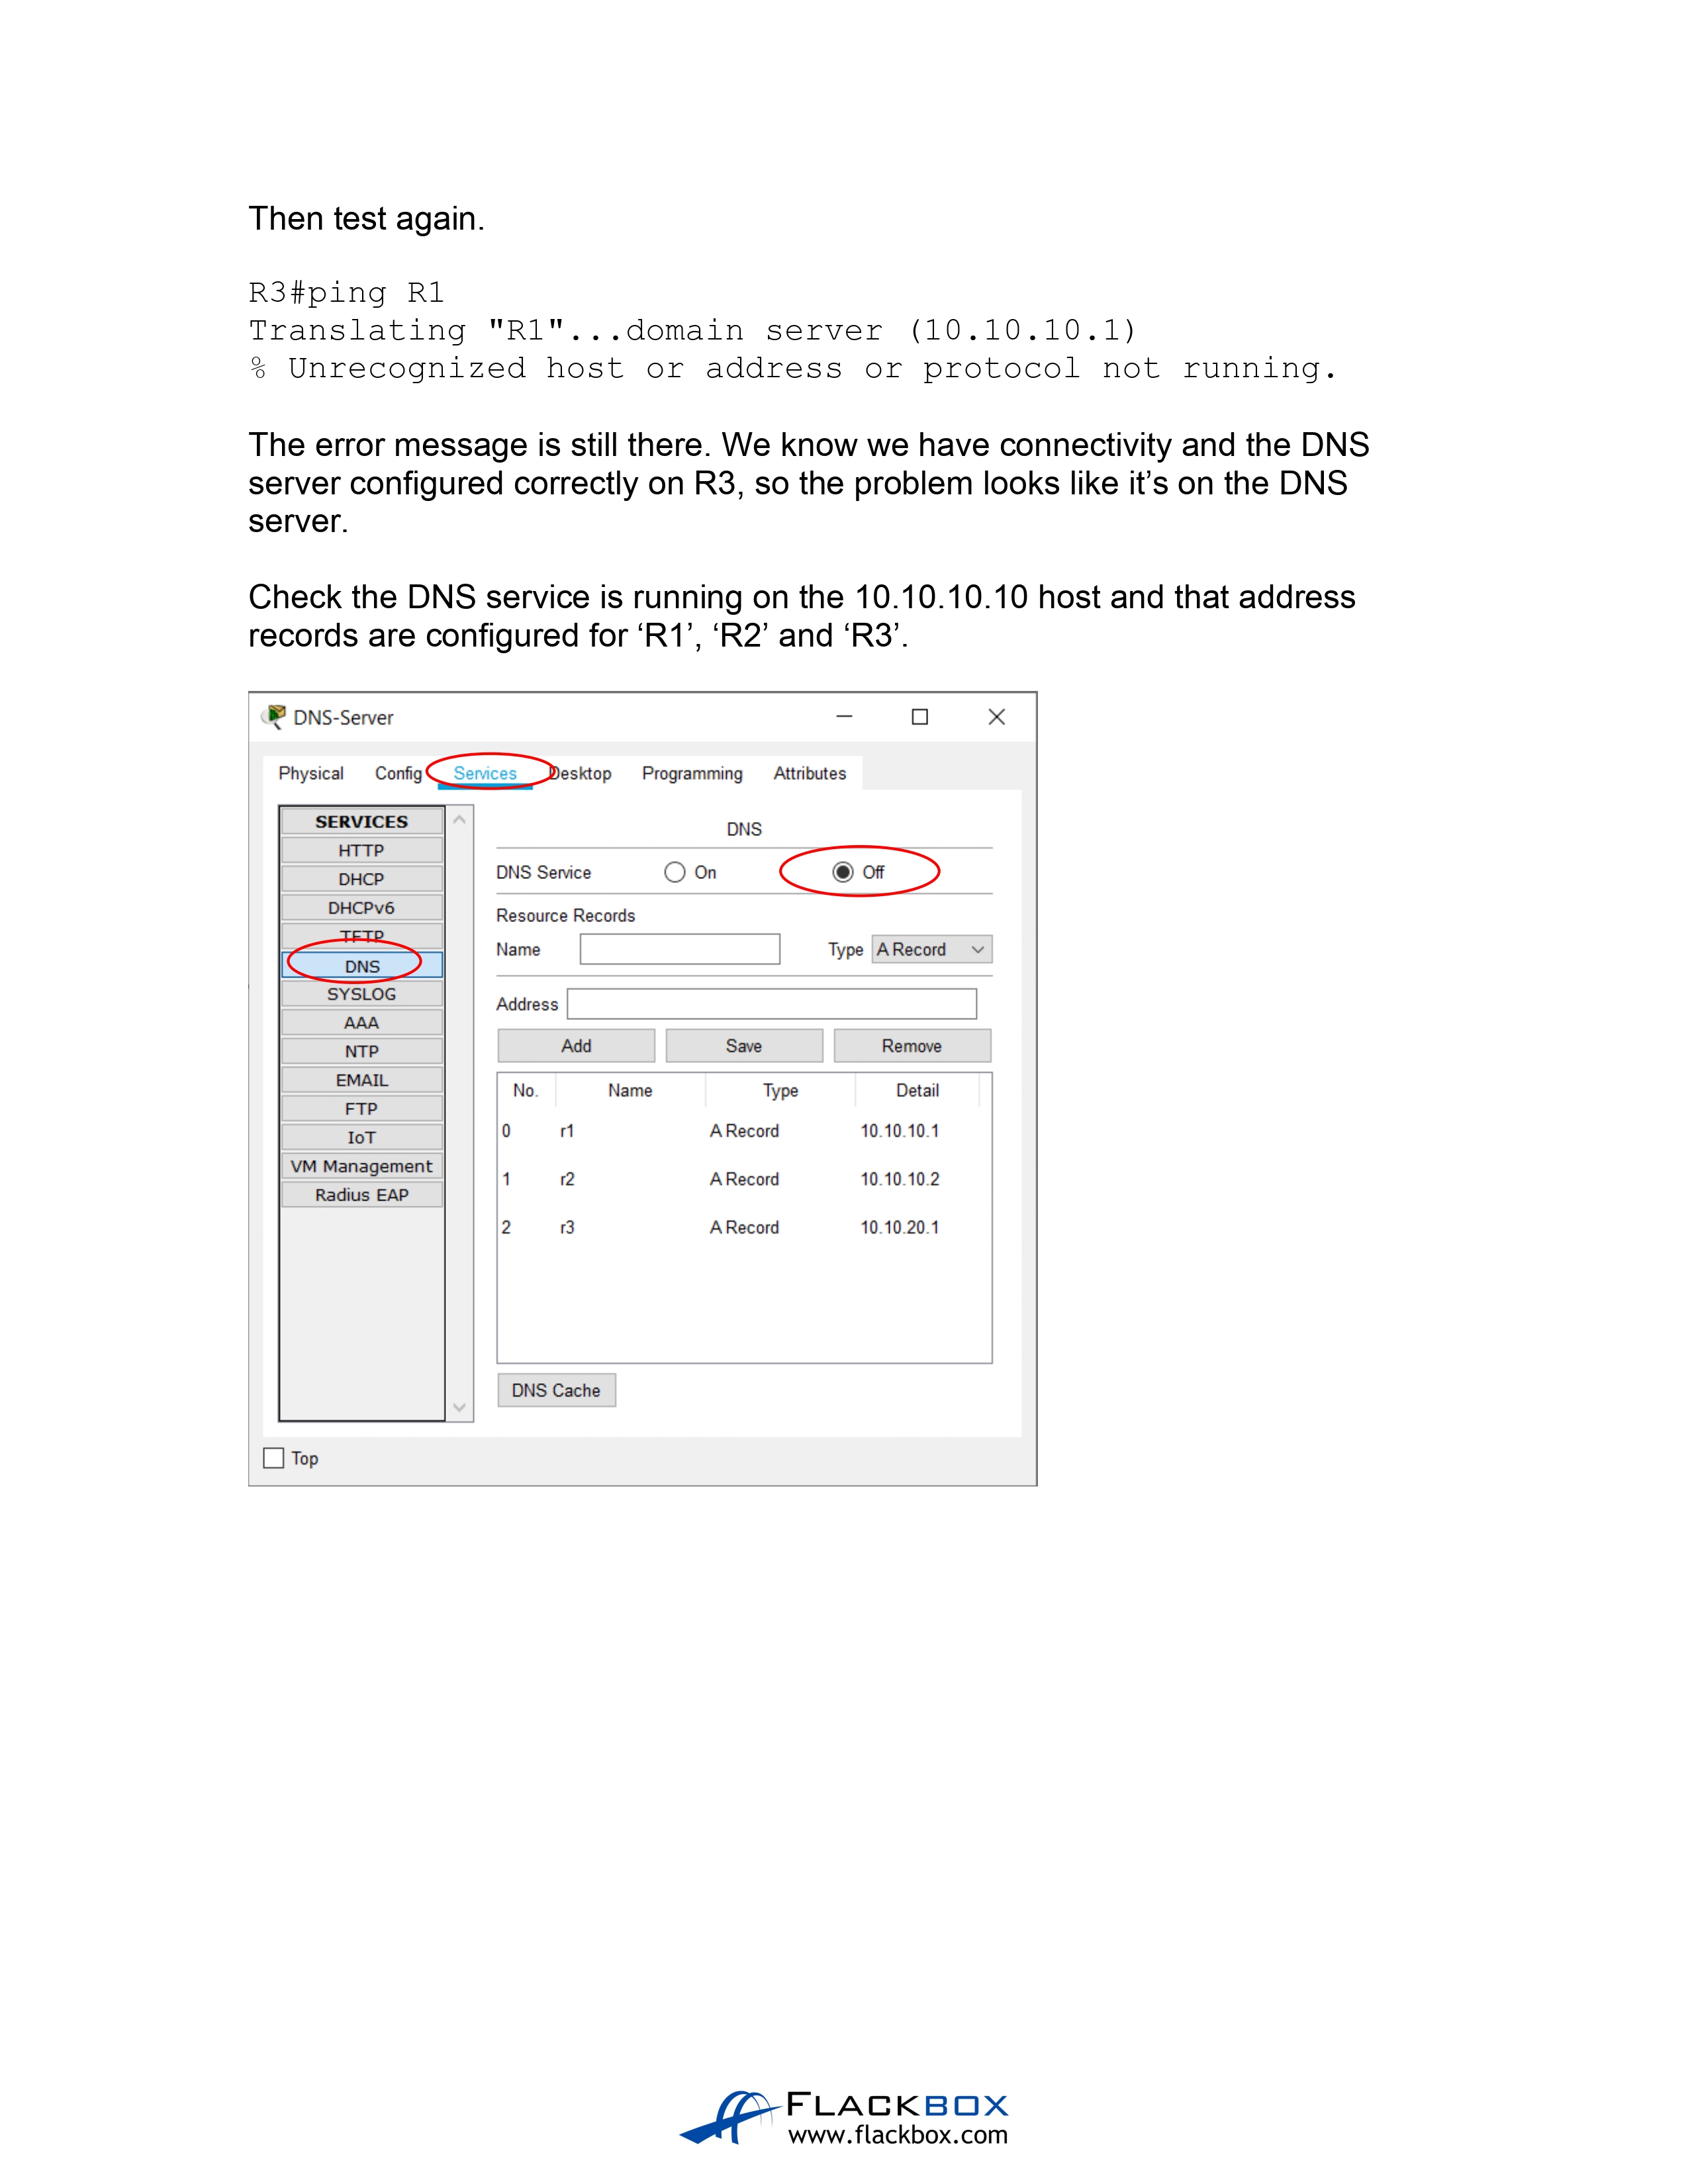 Then test again.
R3#ping R1
Translating "R1"...domain server (10.10.10.1)
% Unrecognized host or address or protocol not running.
The error message is still there. We know we have connectivity and the DNS
server configured correctly on R3, so the problem looks like it’s on the DNS
server.
Check the DNS service is running on the 10.10.10.10 host and that address
records are configured for ‘R1’, ‘R2’ and ‘R3’.
DNS-Server
Physical Config Services Desktop Programming Attributes
SERVICES
HTTP
DHCP
DHCPv6
TFTP
DNS
SYSLOG
AAA
NTP
EMAIL
FTP
IoT
VM Management
Radius EAP
DNS
DNS Service On Off
Resource Records
Name Type A Record
Address
Add Save Remove
No. Name Type Detail
0 r1 A Record 10.10.10.1
1 r2 A Record 10.10.10.2
2 r3 A Record 10.10.20.1
DNS Cache
Top
FLACKBOX
www.flackbox.com